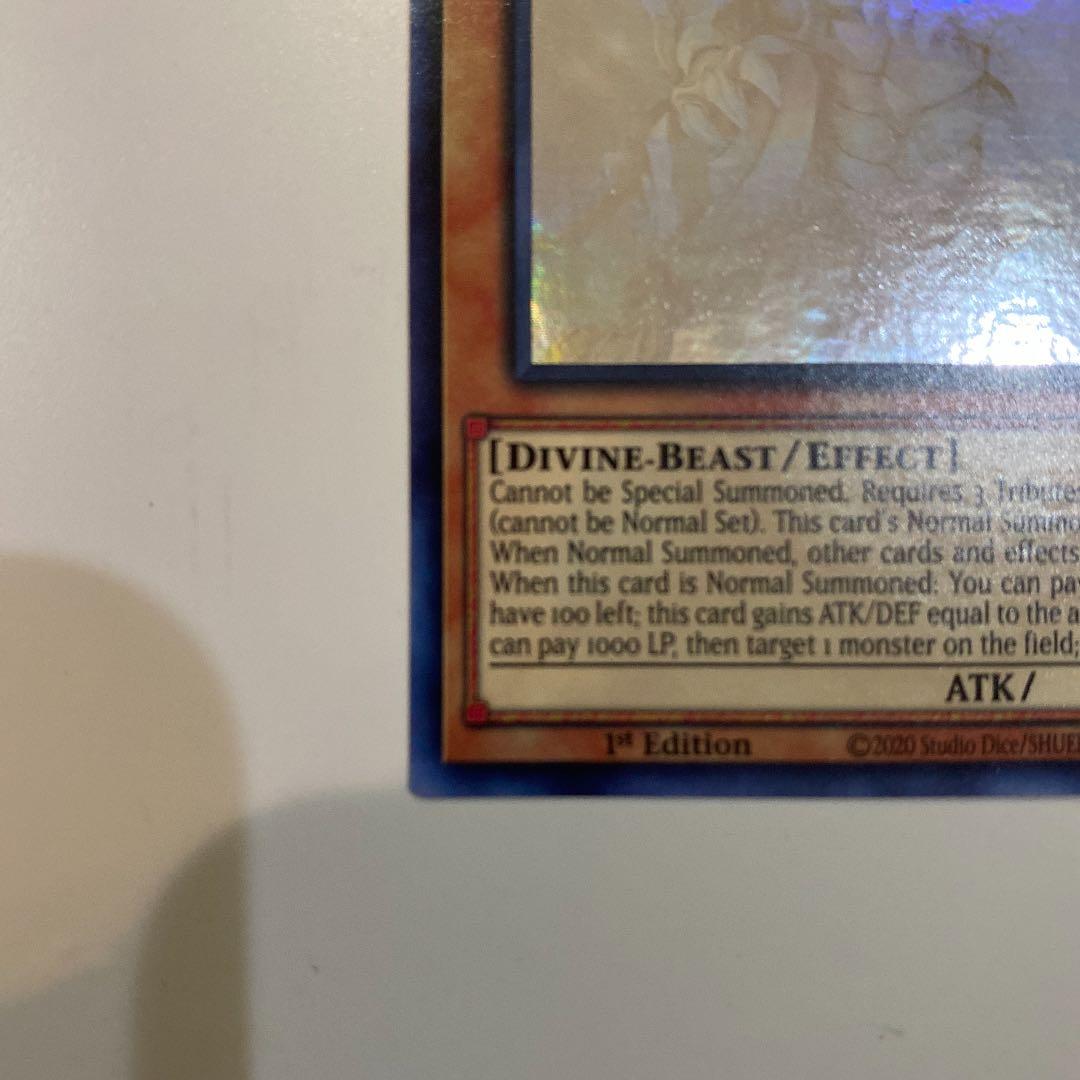 [DIVINE-BEAST/EFFECT]
Cannot be Special Summoned. Requires 3 Tributes
(cannot be Normal Set). This card's Normal
When Normal Summoned, other cards and effects
When this card is Normal Summoned: You can pay
have 100 left; this card gains ATK/DEF equal to the a
can pay 1000 LP, then target 1 monster on the field;
ATK/
1st Edition
©2020 Studio Dice/SHUE